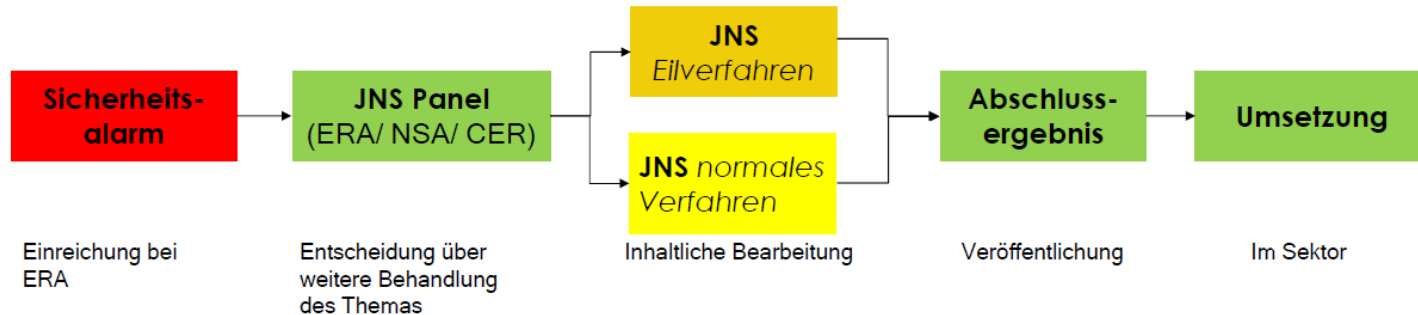 Sicherheits-
alarm
JNS Panel
(ERA/ NSA/ CER)
JNS
Eilverfahren
JNS normales
Verfahren
Abschluss-
ergebnis
Umsetzung
Einreichung bei
ERA
Entscheidung über
weitere Behandlung
des Themas
Inhaltliche Bearbeitung
Veröffentlichung
Im Sektor